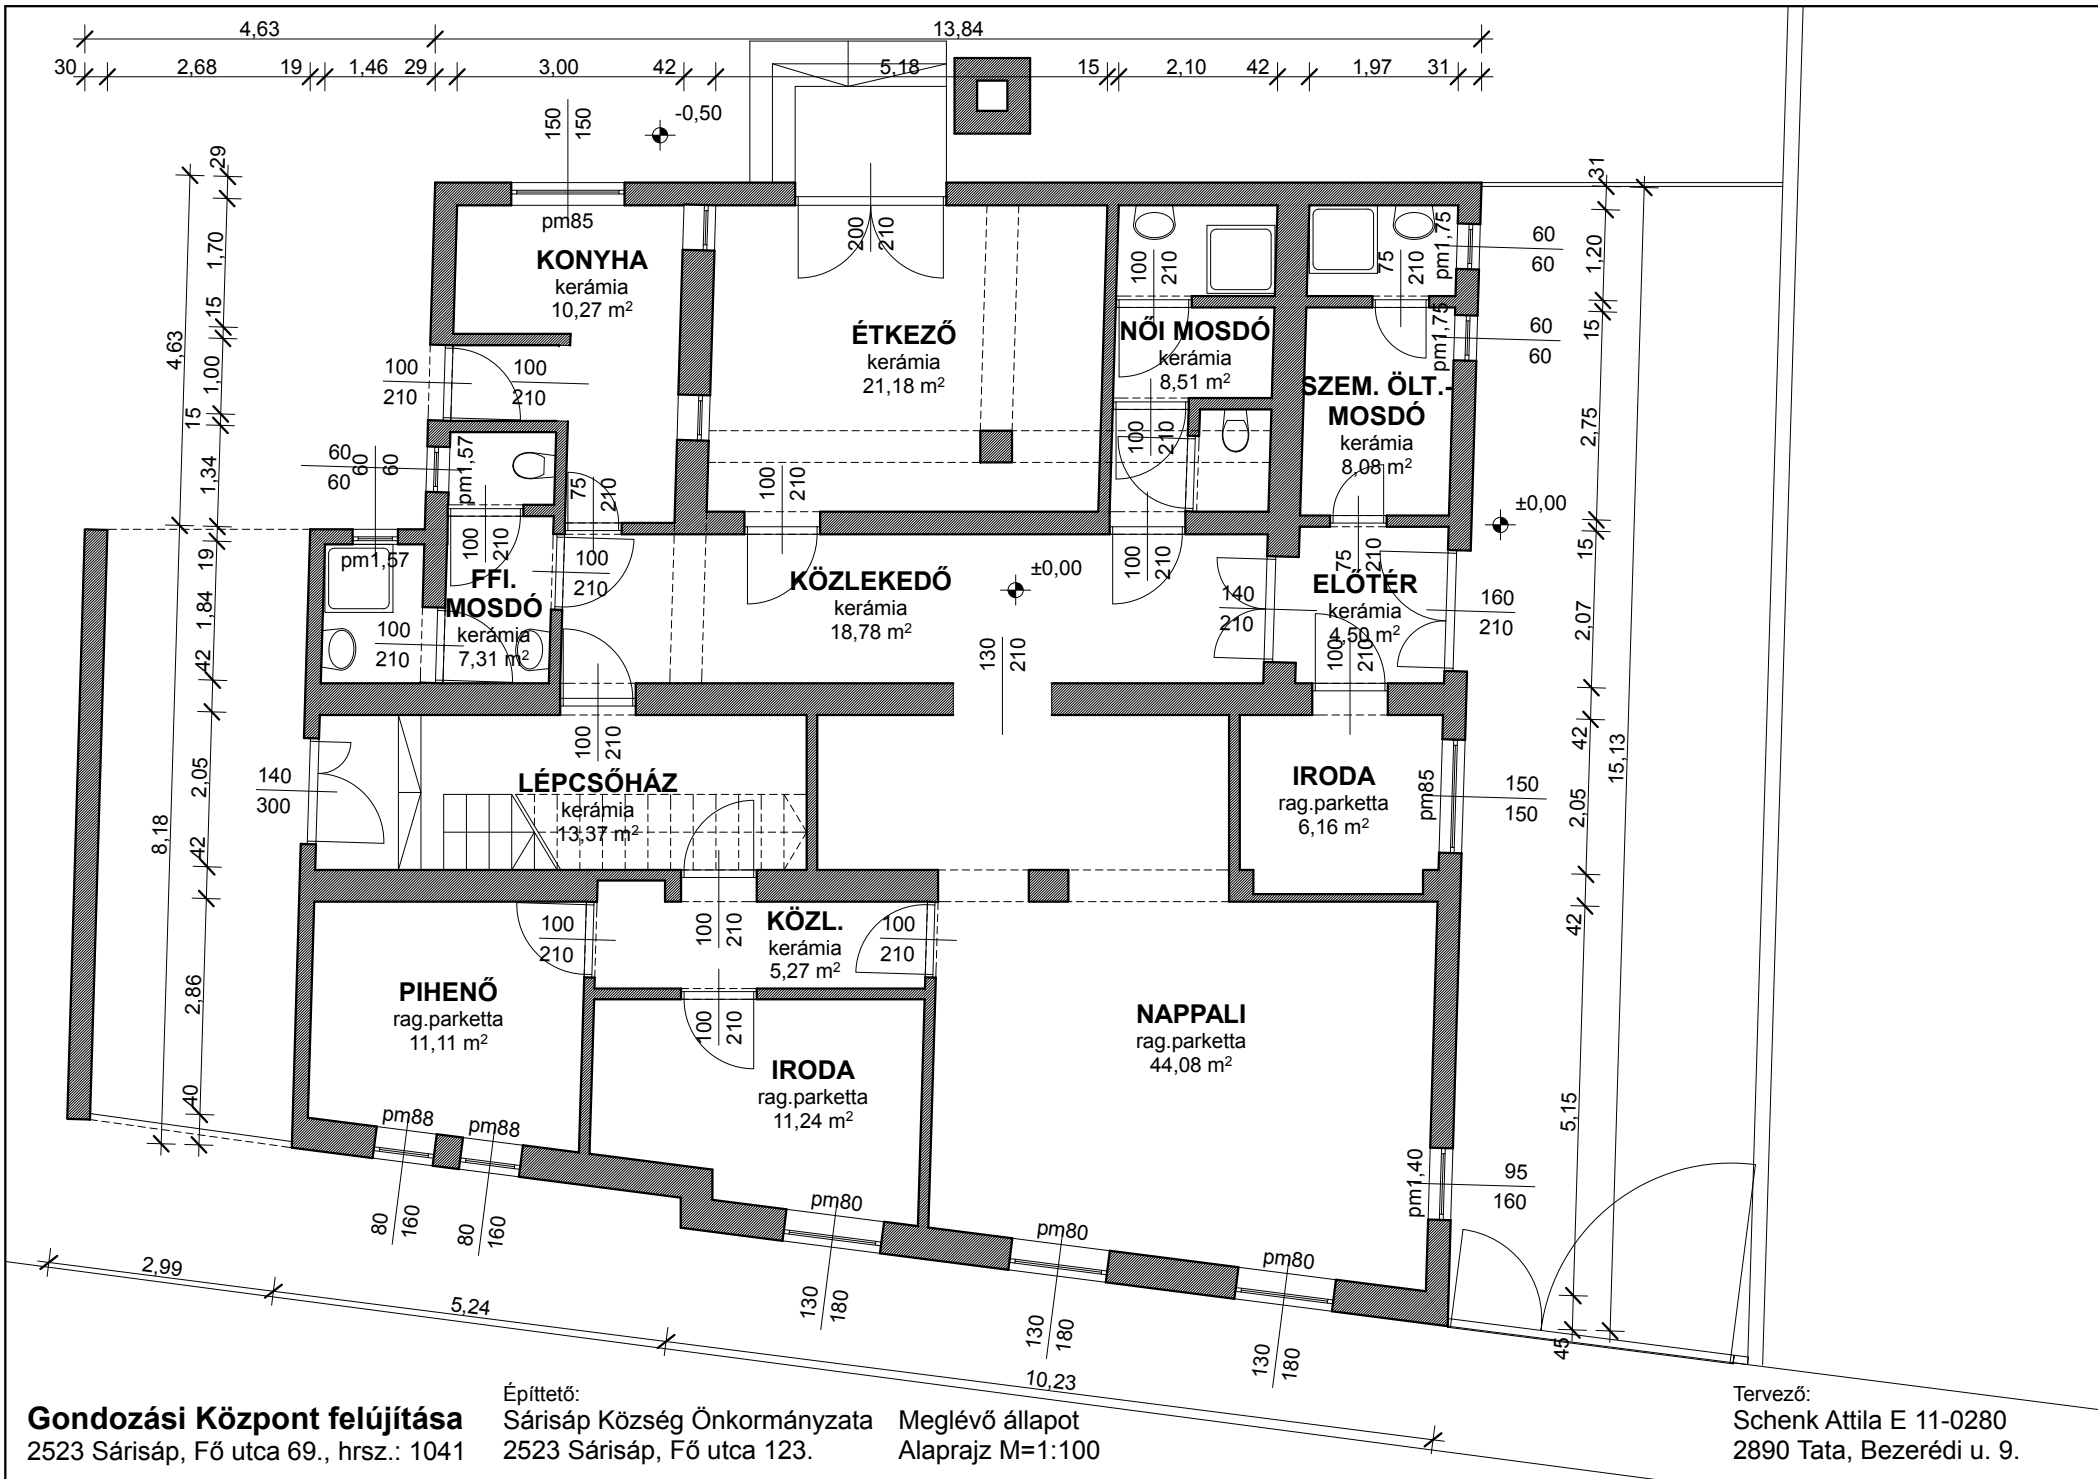 4,63
13,84
30
2,68
19
1,46
29
3,00
42
5,18
15
2,10
42
1,97
31
150
150
-0,50
29
1,70
15
1,00
15
1,34
19
1,84
42
2,05
42
2,86
40
4,63
8,18
31
1,20
15
2,75
15
2,07
42
2,05
42
5,15
45
15,13
pm85
KONYHA
kerámia
10,27 m²
200
210
ÉTKEZŐ
kerámia
21,18 m²
100
210
NŐI MOSDÓ
kerámia
8,51 m²
75
210
pm1,75
60
60
pm1,75
60
60
SZEM. ÖLT.-
MOSDÓ
kerámia
8,08 m²
100
210
100
210
100
210
60
60
60
60
pm1,57
75
210
100
210
±0,00
pm1,57
100
210
FFI.
MOSDÓ
kerámia
7,31 m²
100
210
100
210
KÖZLEKEDŐ
kerámia
18,78 m²
±0,00
100
210
130
210
140
210
75
210
ELŐTÉR
kerámia
4,50 m²
100
210
160
210
140
300
100
210
LÉPCSŐHÁZ
kerámia
13,37 m²
IRODA
rag.parketta
6,16 m²
pm85
150
150
100
210
100
210
KÖZL.
kerámia
5,27 m²
100
210
PIHENŐ
rag.parketta
11,11 m²
100
210
IRODA
rag.parketta
11,24 m²
NAPPALI
rag.parketta
44,08 m²
pm88
pm88
80
160
80
160
pm80
130
180
pm80
130
180
pm80
130
180
pm1,40
95
160
2,99
5,24
10,23
Gondozási Központ felújítása
2523 Sárisáp, Fő utca 69., hrsz.: 1041
Építtető:
Sárisáp Község Önkormányzata
2523 Sárisáp, Fő utca 123.
Meglévő állapot
Alaprajz M=1:100
Tervező:
Schenk Attila E 11-0280
2890 Tata, Bezerédi u. 9.